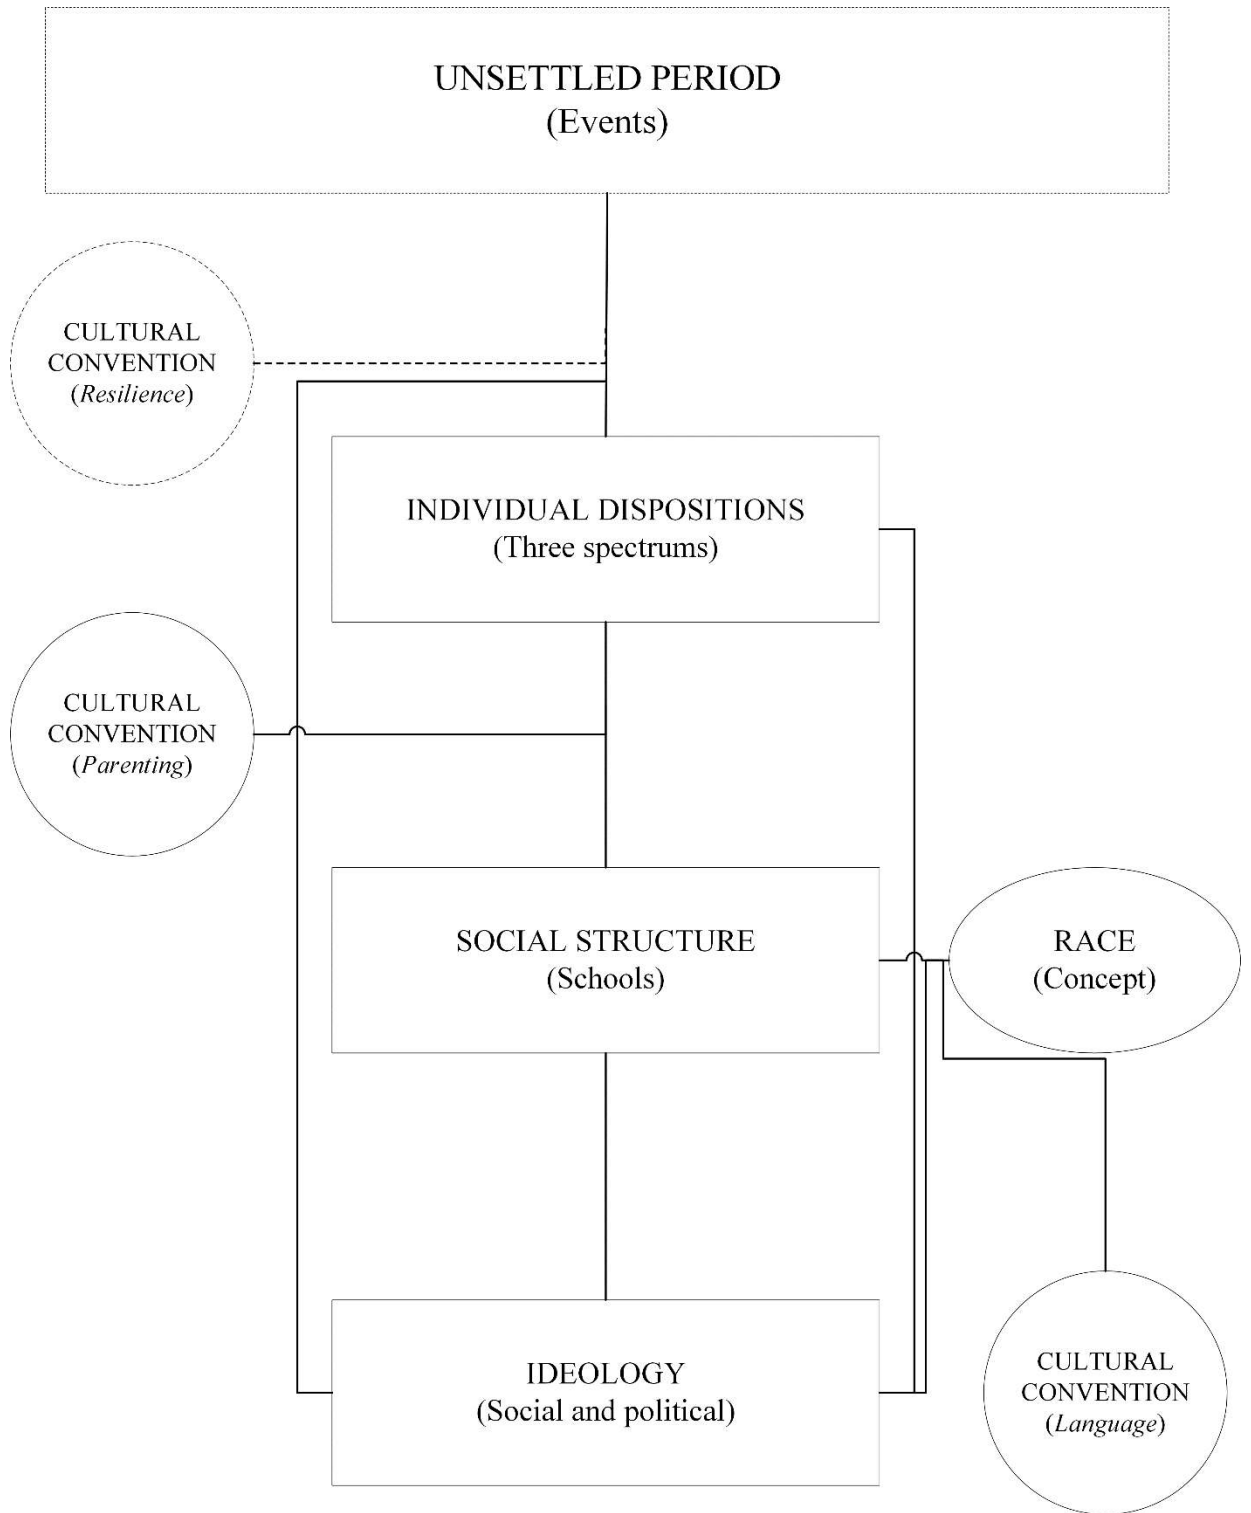 UNSETTLED PERIOD
(Events)
CULTURAL
CONVENTION
(Resilience)
INDIVIDUAL DISPOSITIONS
(Three spectrums)
CULTURAL
CONVENTION
(Parenting)
SOCIAL STRUCTURE
(Schools)
RACE
(Concept)
IDEOLOGY
(Social and political)
CULTURAL
CONVENTION
(Language)